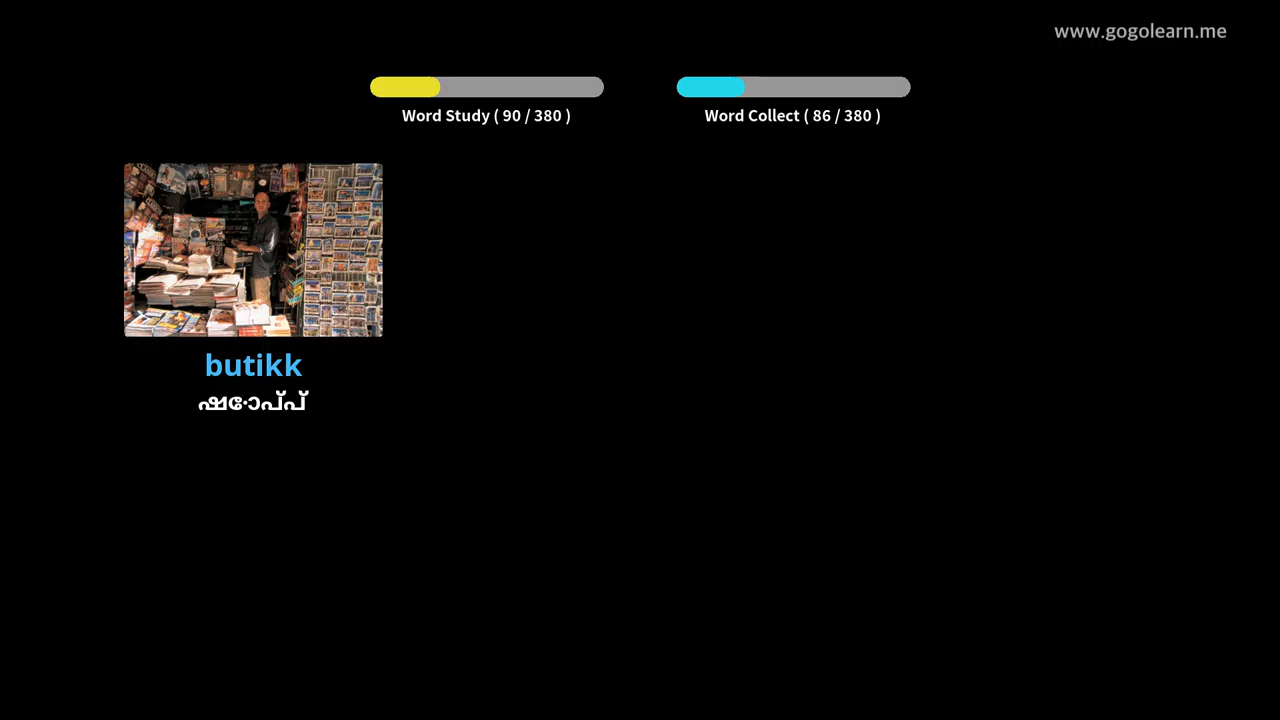 www.gogolearn.me
Word Study ( 90 / 380 )
Word Collect ( 86 / 380 )
butikk
ഷോപ്പ്